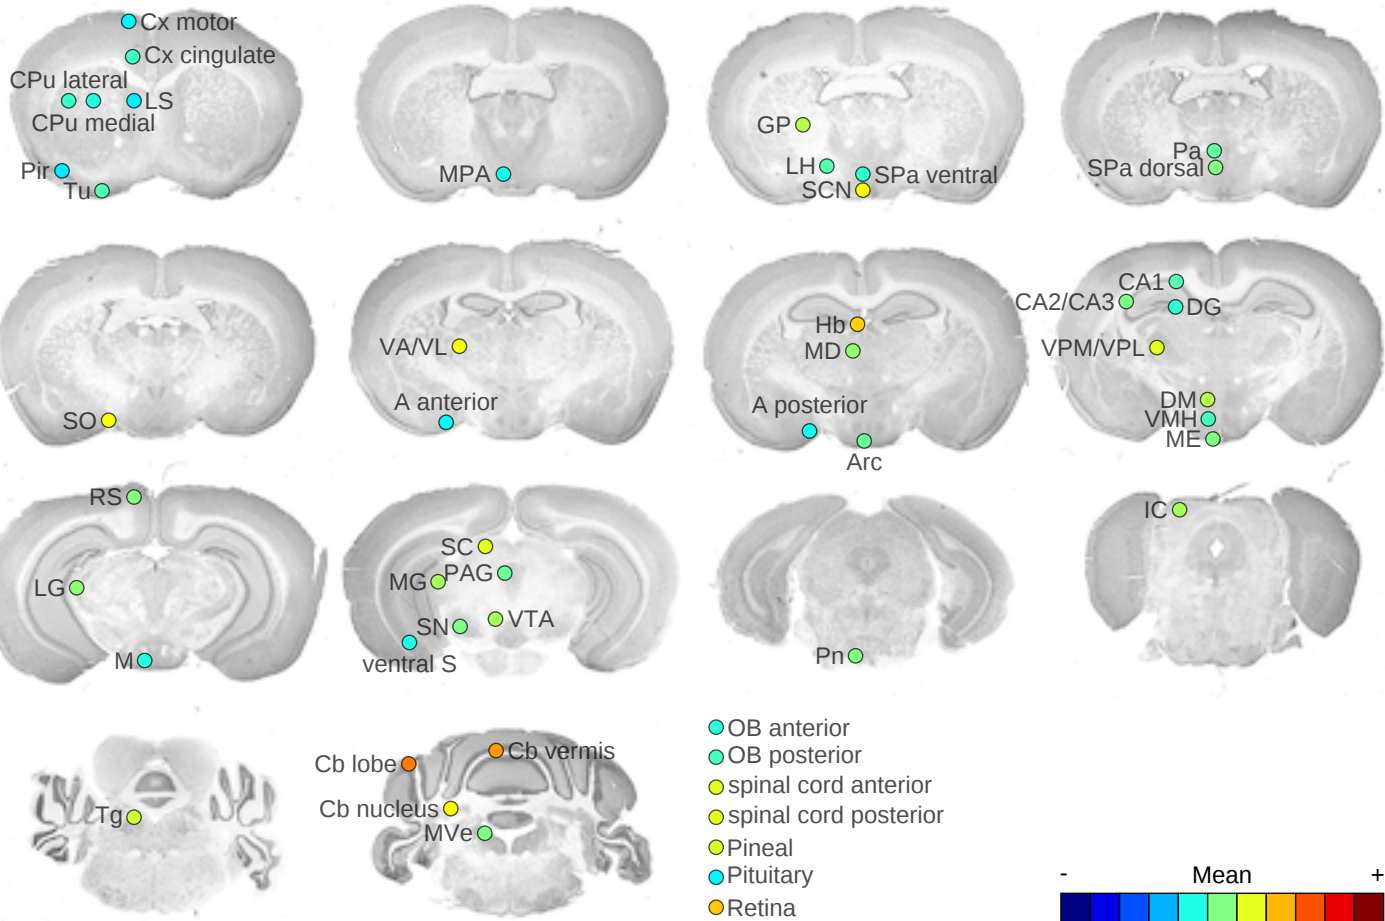 Cx motor
Cx cingulate
CPu lateral
LS
CPu medial
Pir
Tu
MPA
GP
LH
SPa ventral
SCN
Pa
SPa dorsal
SO
VA/VL
A anterior
Hb
MD
A posterior
Arc
CA1
CA2/CA3
DG
VPM/VPL
DM
VMH
ME
RS
LG
M
SC
PAG
MG
VTA
SN
ventral S
Pn
IC
Tg
Cb vermis
Cb lobe
Cb nucleus
MVe
OB anterior
OB posterior
spinal cord anterior
spinal cord posterior
Pineal
Pituitary
Retina
- Mean +